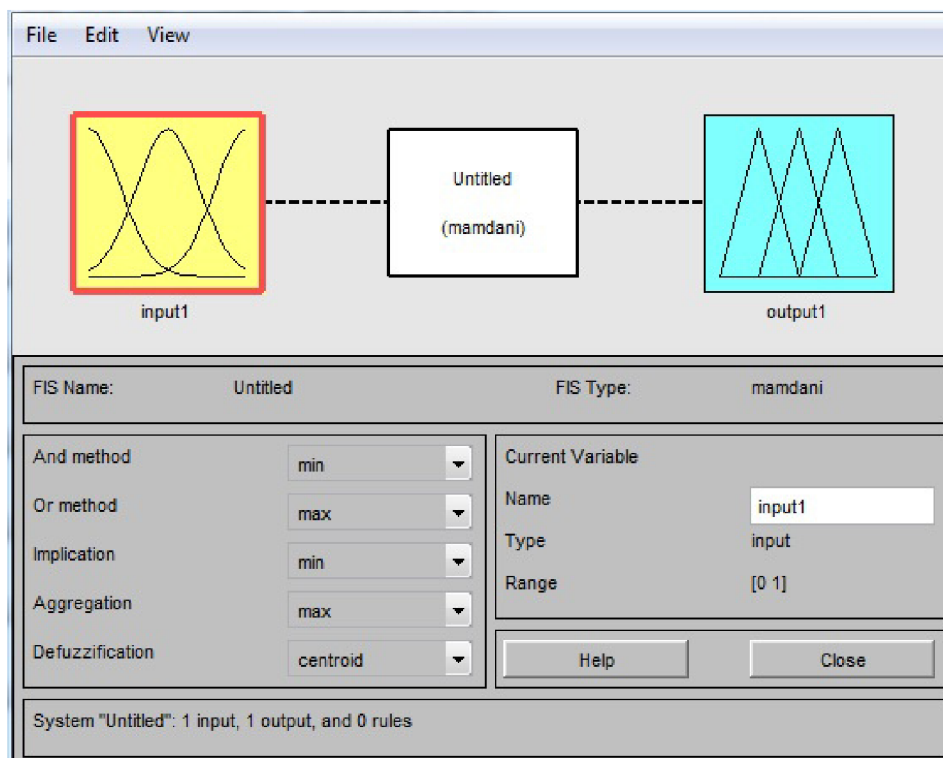 File Edit View
Untitled
(mamdani)
input1
output1
FIS Name: Untitled FIS Type: mamdani
And method min
Or method max
Implication min
Aggregation max
Defuzzification centroid
Current Variable
Name input1
Type input
Range [0 1]
Help Close
System "Untitled": 1 input, 1 output, and 0 rules